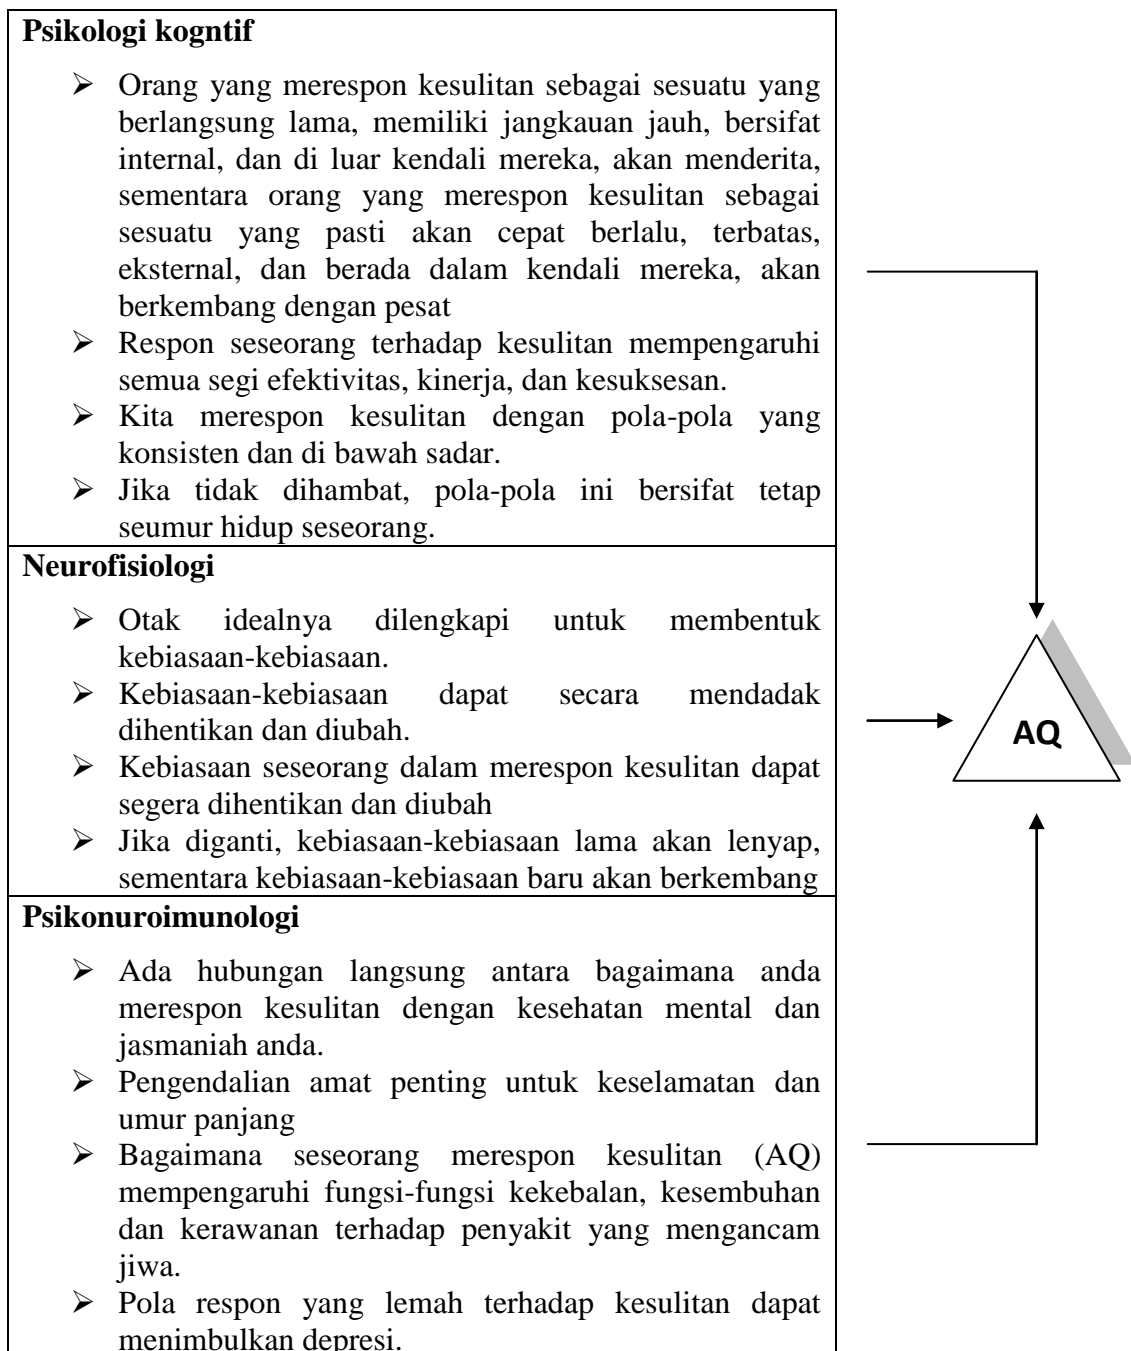 Psikologi kogntif
➢ Orang yang merespon kesulitan sebagai sesuatu yang
berlangsung lama, memiliki jangkauan jauh, bersifat
internal, dan di luar kendali mereka, akan menderita,
sementara orang yang merespon kesulitan sebagai
sesuatu yang pasti akan cepat berlalu, terbatas,
eksternal, dan berada dalam kendali mereka, akan
berkembang dengan pesat
➢ Respon seseorang terhadap kesulitan mempengaruhi
semua segi efektivitas, kinerja, dan kesuksesan.
➢ Kita merespon kesulitan dengan pola-pola yang
konsisten dan di bawah sadar.
➢ Jika tidak dihambat, pola-pola ini bersifat tetap
seumur hidup seseorang.
Neurofisiologi
➢ Otak idealnya dilengkapi untuk membentuk
kebiasaan-kebiasaan.
➢ Kebiasaan-kebiasaan dapat secara mendadak
dihentikan dan diubah.
➢ Kebiasaan seseorang dalam merespon kesulitan dapat
segera dihentikan dan diubah
➢ Jika diganti, kebiasaan-kebiasaan lama akan lenyap,
sementara kebiasaan-kebiasaan baru akan berkembang
Psikonuroimunologi
➢ Ada hubungan langsung antara bagaimana anda
merespon kesulitan dengan kesehatan mental dan
jasmaniah anda.
➢ Pengendalian amat penting untuk keselamatan dan
umur panjang
➢ Bagaimana seseorang merespon kesulitan (AQ)
mempengaruhi fungsi-fungsi kekebalan, kesembuhan
dan kerawanan terhadap penyakit yang mengancam
jiwa.
➢ Pola respon yang lemah terhadap kesulitan dapat
menimbulkan depresi.
AQ